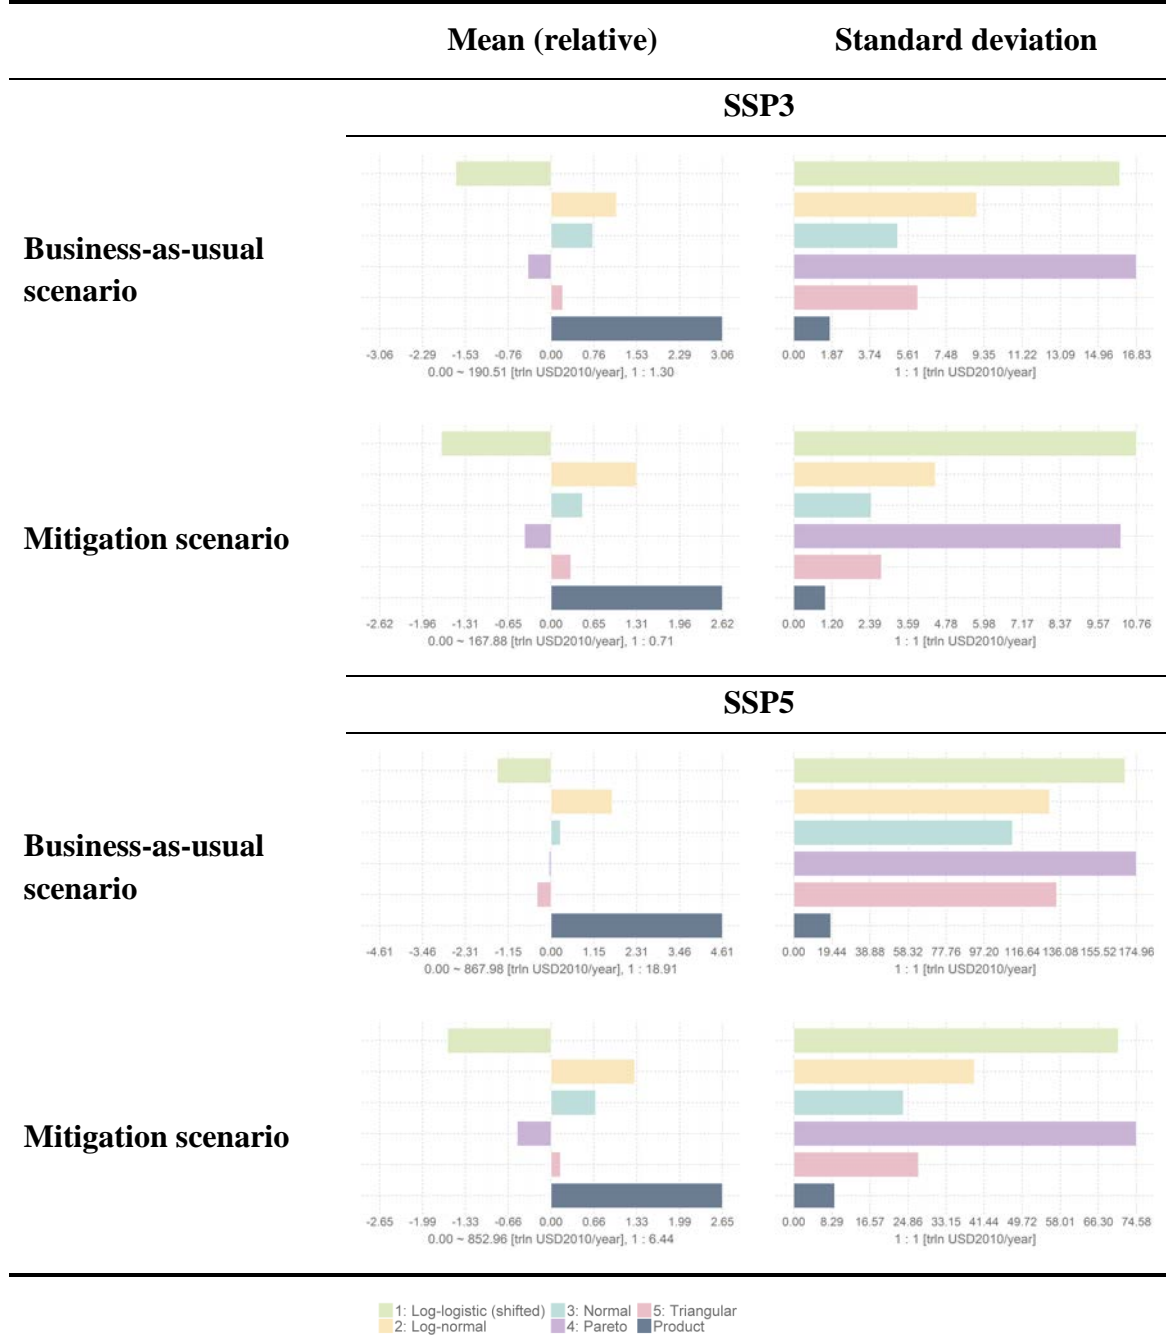 Mean (relative) Standard deviation
SSP3
Business-as-usual
scenario
-3.06 -2.29 -1.53 -0.76 0.00 0.76 1.53 2.29 3.06
0.00 ~ 190.51 [trln USD2010/year], 1 : 1.30
0.00 1.87 3.74 5.61 7.48 9.35 11.22 13.09 14.96 16.83
1 : 1 [trln USD2010/year]
Mitigation scenario
-2.62 -1.96 -1.31 -0.65 0.00 0.65 1.31 1.96 2.62
0.00 ~ 167.88 [trln USD2010/year], 1 : 0.71
0.00 1.20 2.39 3.59 4.78 5.98 7.17 8.37 9.57 10.76
1 : 1 [trln USD2010/year]
SSP5
Business-as-usual
scenario
-4.61 -3.46 -2.31 -1.15 0.00 1.15 2.31 3.46 4.61
0.00 ~ 867.98 [trln USD2010/year], 1 : 18.91
0.00 19.44 38.88 58.32 77.76 97.20 116.64 136.08 155.52 174.96
1 : 1 [trln USD2010/year]
Mitigation scenario
-2.65 -1.99 -1.33 -0.66 0.00 0.66 1.33 1.99 2.65
0.00 ~ 852.96 [trln USD2010/year], 1 : 6.44
0.00 8.29 16.57 24.86 33.15 41.44 49.72 58.01 66.30 74.58
1 : 1 [trln USD2010/year]
1: Log-logistic (shifted) 3: Normal 5: Triangular
2: Log-normal 4: Pareto Product